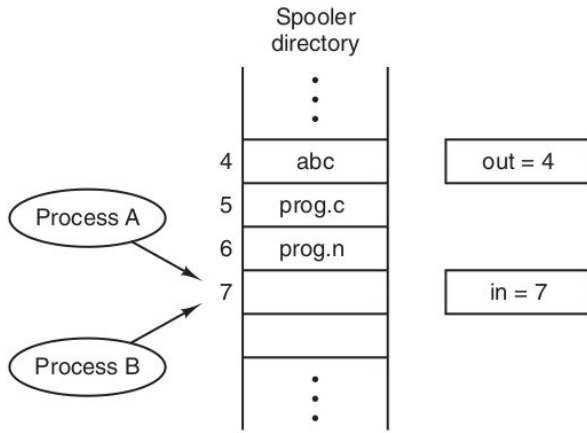 Spooler
directory
4 abc out = 4
5 prog.c
Process A
6 prog.n
7 in = 7
Process B